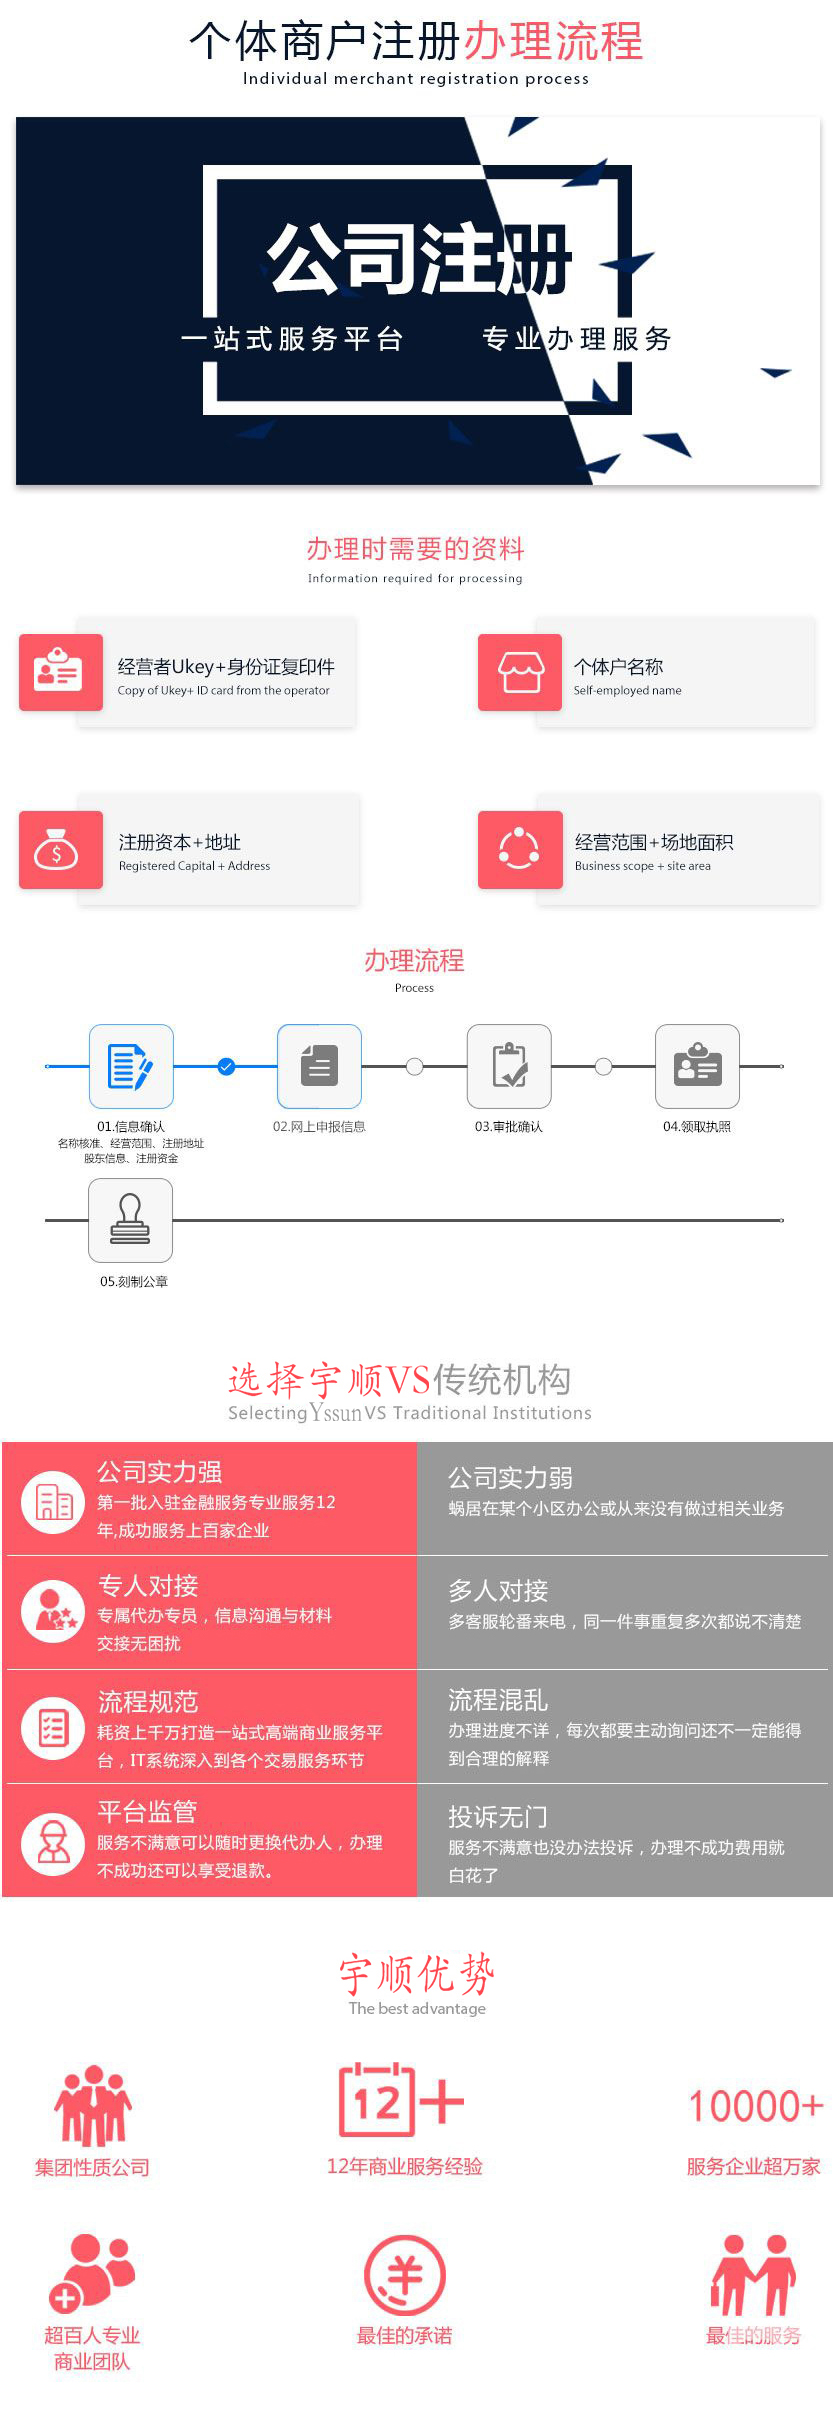 个体商户注册办理流程
Individual merchant registration process
公司注册
一站式服务平台 专业办理服务
办理时需要的资料
Information required for processing
经营者Ukey+身份证复印件
Copy of Ukey+ ID card from the operator
个体户名称
Self-employed name
注册资本+地址
Registered Capital + Address
经营范围+场地面积
Business scope + site area
办理流程
Process
01.信息确认
名称核准、经营范围、注册地址
股东信息、注册资金
02.网上申报信息
03.审批确认
04.领取执照
05.刻制公章
选择宇顺VS传统机构
Selecting Yssun VS Traditional Institutions
公司实力强
第一批入驻金融服务专业服务12
年,成功服务上百家企业
公司实力弱
蜗居在某个小区办公或从来没有做过相关业务
专人对接
专属代办专员，信息沟通与材料
交接无困扰
多人对接
多客服轮番来电，同一件事重复多次都说不清楚
流程规范
耗资上千万打造一站式高端商业服务平
台，IT系统深入到各个交易服务环节
流程混乱
办理进度不详，每次都要主动询问还不一定能得
到合理的解释
平台监管
服务不满意可以随时更换代办人，办理
不成功还可以享受退款。
投诉无门
服务不满意也没办法投诉，办理不成功费用就
白花了
宇顺优势
The best advantage
12+
10000+
集团性质公司
12年商业服务经验
服务企业超万家
超百人专业
商业团队
最佳的承诺
最佳的服务